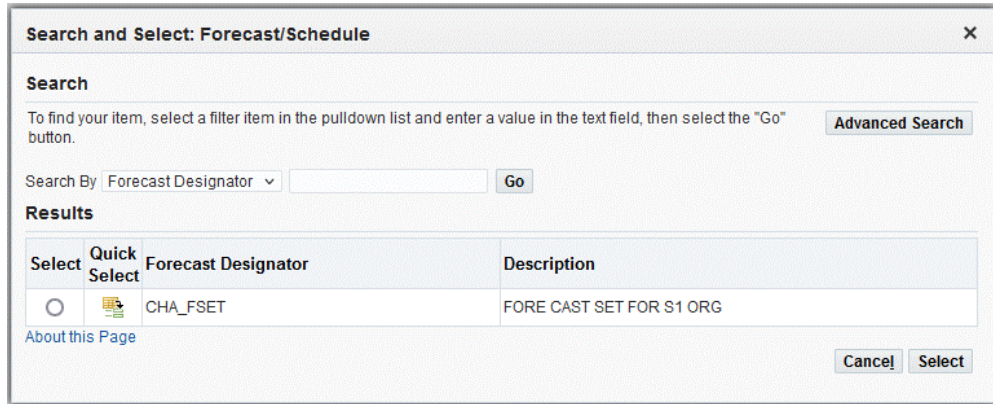 Search and Select: Forecast/Schedule
Search
To find your item, select a filter item in the pulldown list and enter a value in the text field, then select the "Go"
button.
Advanced Search
Search By Forecast Designator Go
Results
Select Quick Select Forecast Designator Description
CHA_FSET FORE CAST SET FOR S1 ORG
About this Page
Cancel Select